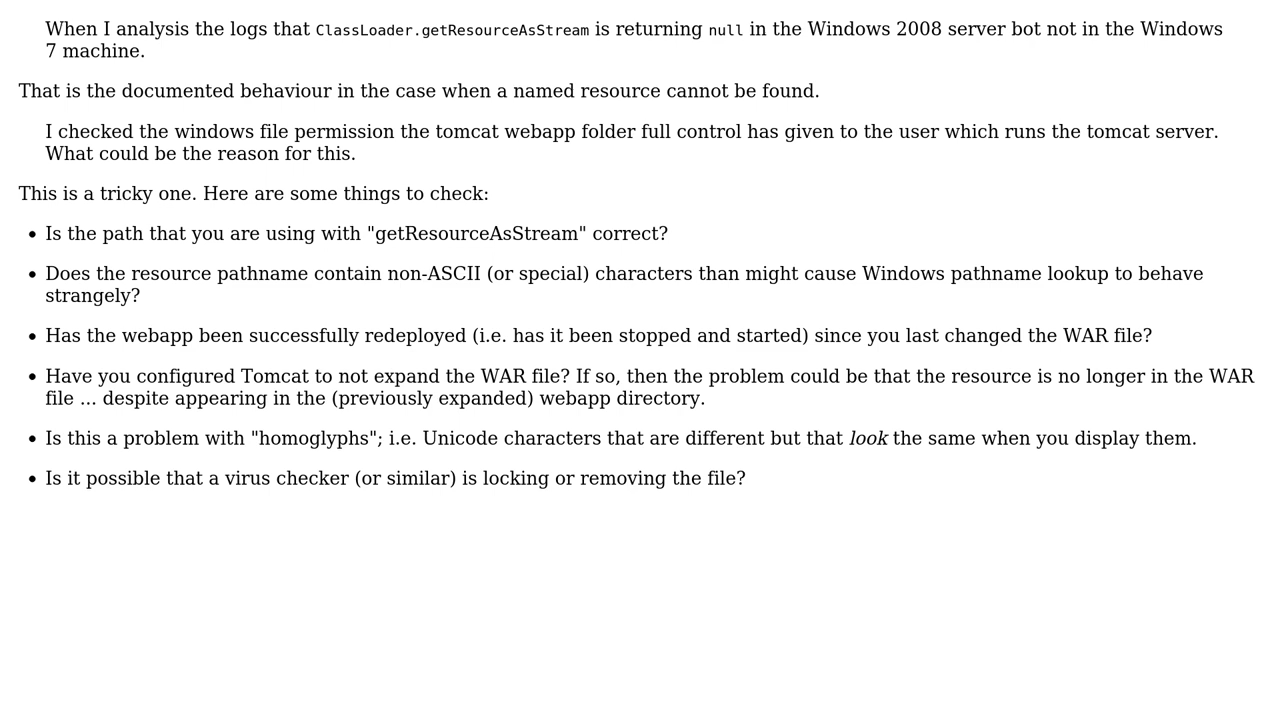 When I analysis the logs that ClassLoader.getResourceAsStream is returning null in the Windows 2008 server bot not in the Windows
7 machine.
That is the documented behaviour in the case when a named resource cannot be found.
I checked the windows file permission the tomcat webapp folder full control has given to the user which runs the tomcat server.
What could be the reason for this.
This is a tricky one. Here are some things to check:
• Is the path that you are using with "getResourceAsStream" correct?
• Does the resource pathname contain non-ASCII (or special) characters than might cause Windows pathname lookup to behave
strangely?
• Has the webapp been successfully redeployed (i.e. has it been stopped and started) since you last changed the WAR file?
• Have you configured Tomcat to not expand the WAR file? If so, then the problem could be that the resource is no longer in the WAR
file ... despite appearing in the (previously expanded) webapp directory.
• Is this a problem with "homoglyphs"; i.e. Unicode characters that are different but that look the same when you display them.
• Is it possible that a virus checker (or similar) is locking or removing the file?